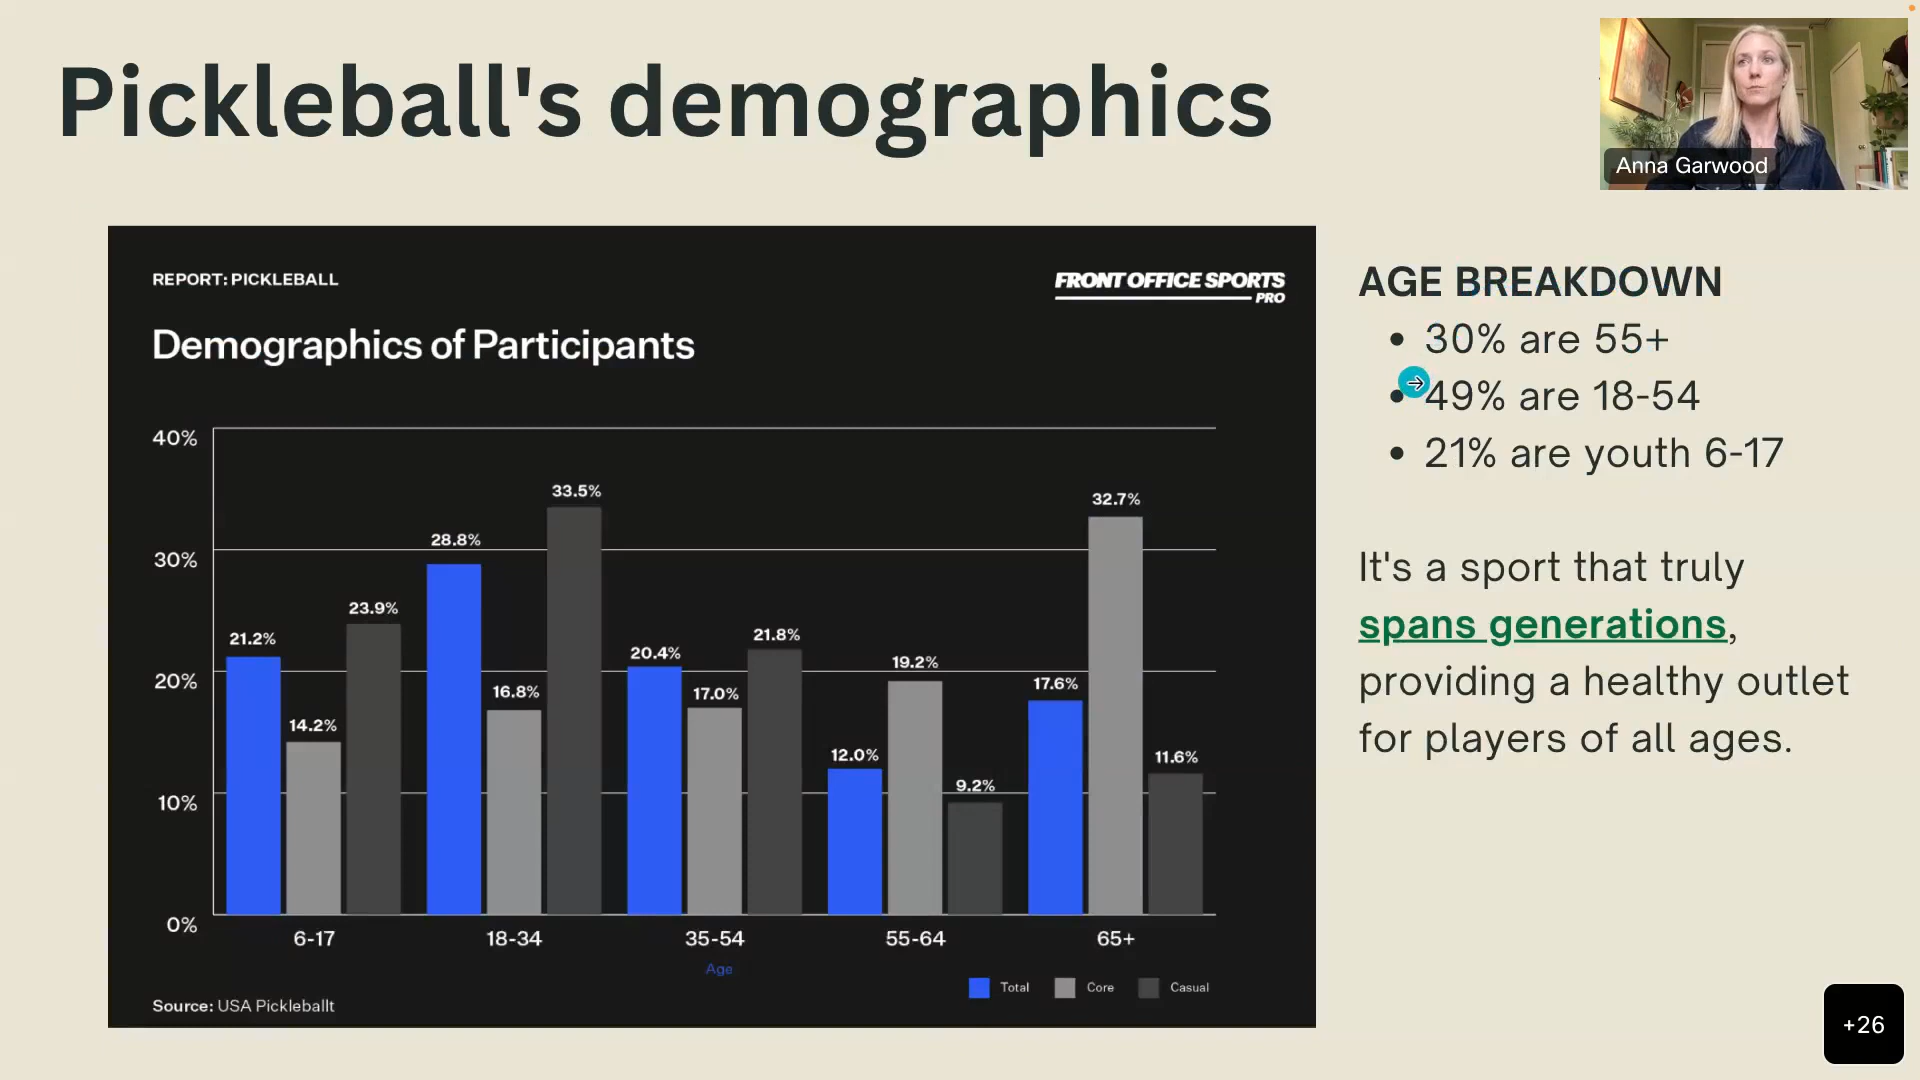 Pickleball's demographics
Anna Garwood
REPORT: PICKLEBALL
FRONT OFFICE SPORTS
PRO
Demographics of Participants
40%
30%
20%
10%
0%
21.2%
14.2%
23.9%
28.8%
16.8%
33.5%
20.4%
17.0%
21.8%
12.0%
19.2%
9.2%
17.6%
32.7%
11.6%
6-17
18-34
35-54
55-64
65+
Age
Total
Core
Casual
Source: USA Pickleballt
AGE BREAKDOWN
• 30% are 55+
• 49% are 18-54
• 21% are youth 6-17
It's a sport that truly
spans generations,
providing a healthy outlet
for players of all ages.
+26